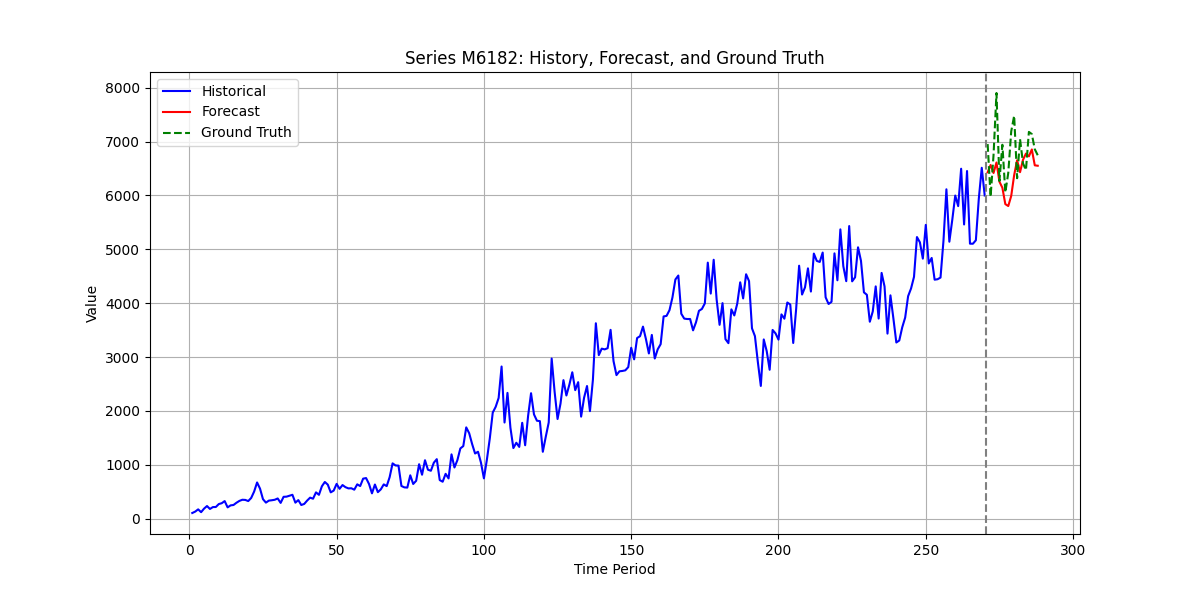 Series M6182: History, Forecast, and Ground Truth
Historical
Forecast
Ground Truth
8000
7000
6000
5000
4000
3000
2000
1000
0
Value
0 50 100 150 200 250 300
Time Period